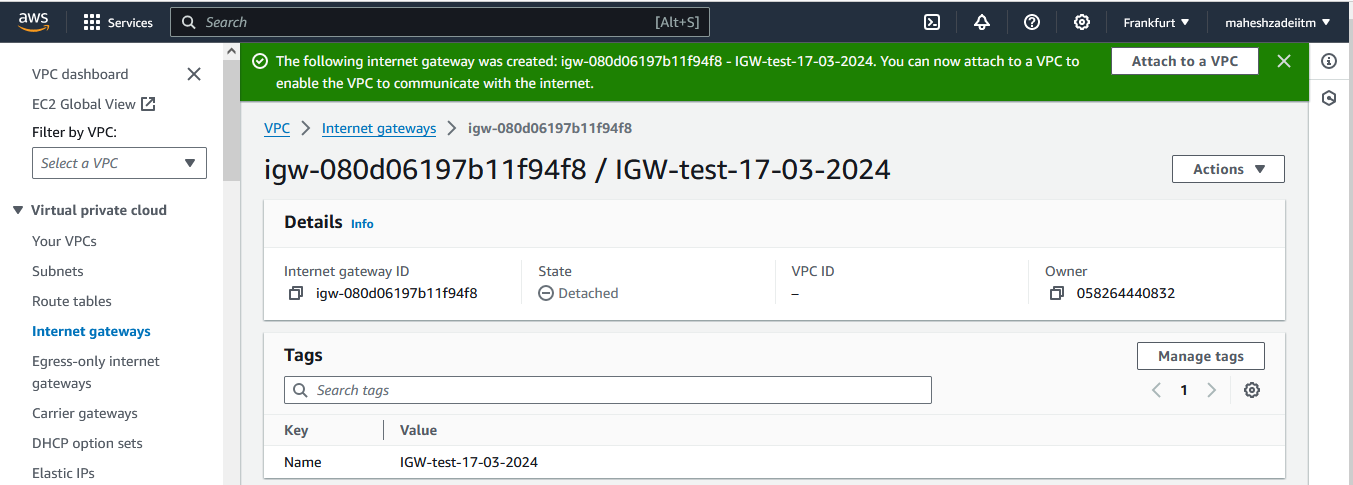 aws
Services
Search [Alt+S]
Frankfurt
maheshzadeiitm
VPC dashboard
EC2 Global View
Filter by VPC:
Select a VPC
Virtual private cloud
Your VPCs
Subnets
Route tables
Internet gateways
Egress-only internet
gateways
Carrier gateways
DHCP option sets
Elastic IPs
The following internet gateway was created: igw-080d06197b11f94f8 - IGW-test-17-03-2024. You can now attach to a VPC to
enable the VPC to communicate with the internet.
Attach to a VPC
VPC > Internet gateways > igw-080d06197b11f94f8
igw-080d06197b11f94f8 / IGW-test-17-03-2024
Actions
Details Info
Internet gateway ID
igw-080d06197b11f94f8
State
Detached
VPC ID
–
Owner
058264440832
Tags
Manage tags
Search tags
1
Key Value
Name IGW-test-17-03-2024